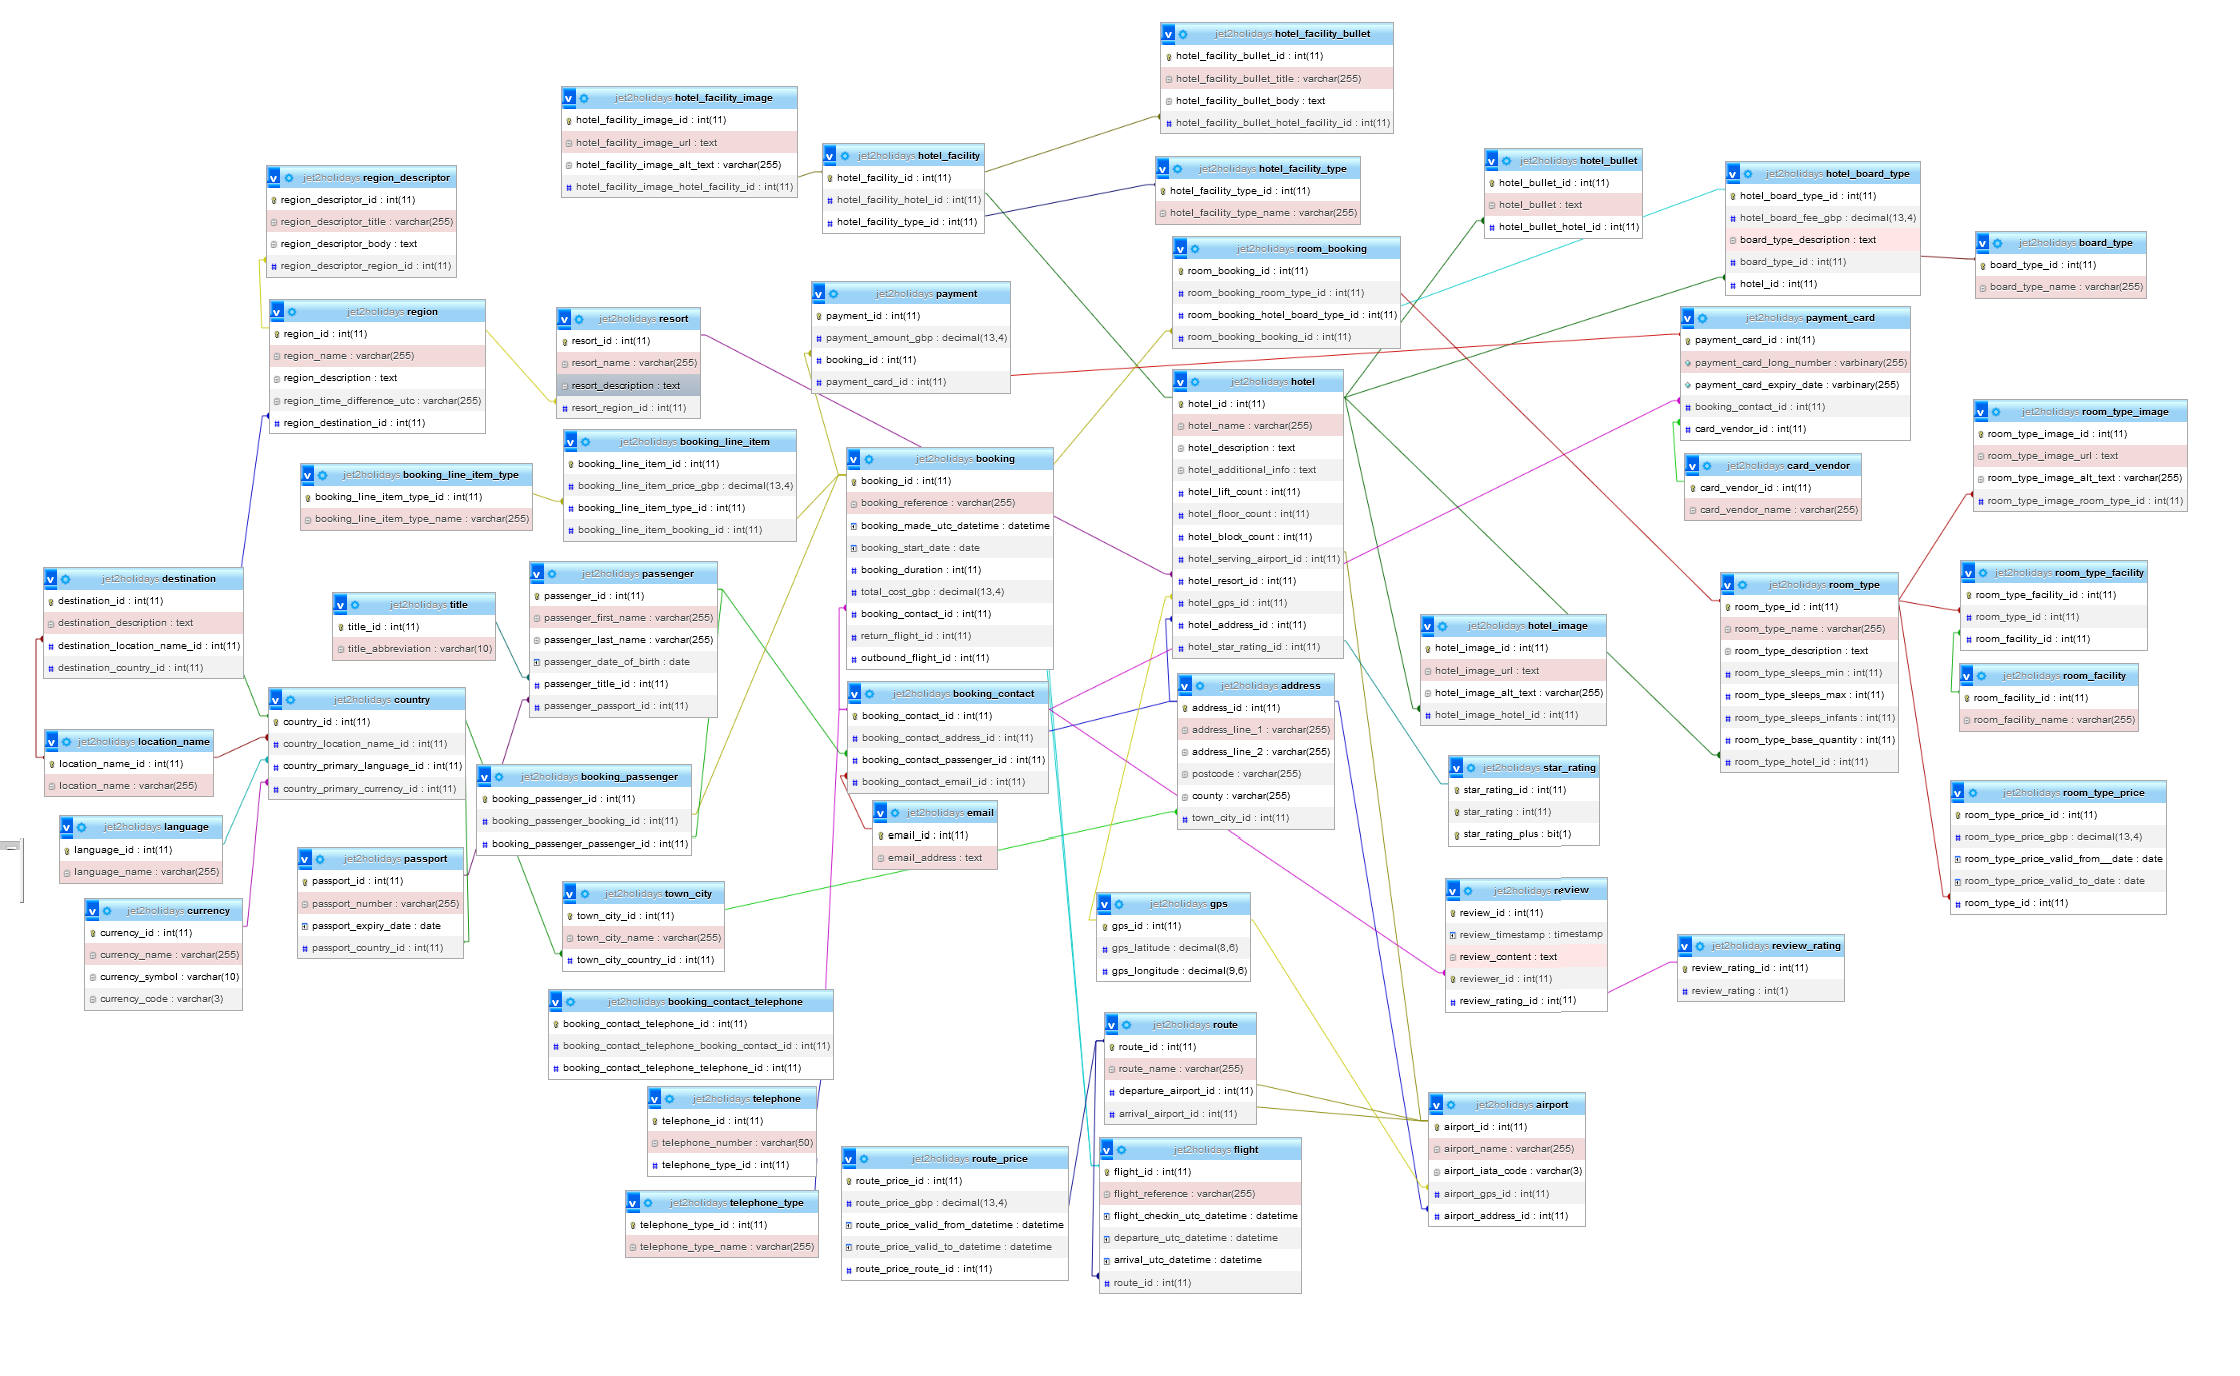 jet2holidays hotel_facility_bullet
hotel_facility_bullet_id : int(11)
hotel_facility_bullet_title : varchar(255)
hotel_facility_bullet_body : text
hotel_facility_bullet_hotel_facility_id : int(11)
jet2holidays hotel_facility_image
hotel_facility_image_id : int(11)
hotel_facility_image_url : text
hotel_facility_image_alt_text : varchar(255)
hotel_facility_image_hotel_facility_id : int(11)
jet2holidays hotel_facility
hotel_facility_id : int(11)
hotel_facility_hotel_id : int(11)
hotel_facility_type_id : int(11)
jet2holidays hotel_facility_type
hotel_facility_type_id : int(11)
hotel_facility_type_name : varchar(255)
jet2holidays hotel_bullet
hotel_bullet_id : int(11)
hotel_bullet : text
hotel_bullet_hotel_id : int(11)
jet2holidays hotel_board_type
hotel_board_type_id : int(11)
hotel_board_fee_gbp : decimal(13,4)
board_type_description : text
board_type_id : int(11)
hotel_id : int(11)
jet2holidays board_type
board_type_id : int(11)
board_type_name : varchar(255)
jet2holidays region_descriptor
region_descriptor_id : int(11)
region_descriptor_title : varchar(255)
region_descriptor_body : text
region_descriptor_region_id : int(11)
jet2holidays region
region_id : int(11)
region_name : varchar(255)
region_description : text
region_time_difference_utc : varchar(255)
region_destination_id : int(11)
jet2holidays resort
resort_id : int(11)
resort_name : varchar(255)
resort_description : text
resort_region_id : int(11)
jet2holidays payment
payment_id : int(11)
payment_amount_gbp : decimal(13,4)
booking_id : int(11)
payment_card_id : int(11)
jet2holidays room_booking
room_booking_id : int(11)
room_booking_room_type_id : int(11)
room_booking_hotel_board_type_id : int(11)
room_booking_booking_id : int(11)
jet2holidays payment_card
payment_card_id : int(11)
payment_card_long_number : varbinary(255)
payment_card_expiry_date : varbinary(255)
booking_contact_id : int(11)
card_vendor_id : int(11)
jet2holidays card_vendor
card_vendor_id : int(11)
card_vendor_name : varchar(255)
jet2holidays room_type_image
room_type_image_id : int(11)
room_type_image_url : text
room_type_image_alt_text : varchar(255)
room_type_image_room_type_id : int(11)
jet2holidays booking_line_item_type
booking_line_item_type_id : int(11)
booking_line_item_type_name : varchar(255)
jet2holidays booking_line_item
booking_line_item_id : int(11)
booking_line_item_price_gbp : decimal(13,4)
booking_line_item_type_id : int(11)
booking_line_item_booking_id : int(11)
jet2holidays booking
booking_id : int(11)
booking_reference : varchar(255)
booking_made_utc_datetime : datetime
booking_start_date : date
booking_duration : int(11)
total_cost_gbp : decimal(13,4)
booking_contact_id : int(11)
return_flight_id : int(11)
outbound_flight_id : int(11)
jet2holidays hotel
hotel_id : int(11)
hotel_name : varchar(255)
hotel_description : text
hotel_additional_info : text
hotel_lift_count : int(11)
hotel_floor_count : int(11)
hotel_block_count : int(11)
hotel_serving_airport_id : int(11)
hotel_resort_id : int(11)
hotel_gps_id : int(11)
hotel_address_id : int(11)
hotel_star_rating_id : int(11)
jet2holidays destination
destination_id : int(11)
destination_description : text
destination_location_name_id : int(11)
destination_country_id : int(11)
jet2holidays title
title_id : int(11)
title_abbreviation : varchar(10)
jet2holidays passenger
passenger_id : int(11)
passenger_first_name : varchar(255)
passenger_last_name : varchar(255)
passenger_date_of_birth : date
passenger_title_id : int(11)
passenger_passport_id : int(11)
jet2holidays room_type
room_type_id : int(11)
room_type_name : varchar(255)
room_type_description : text
room_type_sleeps_min : int(11)
room_type_sleeps_max : int(11)
room_type_sleeps_infants : int(11)
room_type_base_quantity : int(11)
room_type_hotel_id : int(11)
jet2holidays room_type_facility
room_type_facility_id : int(11)
room_type_id : int(11)
room_facility_id : int(11)
jet2holidays room_facility
room_facility_id : int(11)
room_facility_name : varchar(255)
jet2holidays hotel_image
hotel_image_id : int(11)
hotel_image_url : text
hotel_image_alt_text : varchar(255)
hotel_image_hotel_id : int(11)
jet2holidays country
country_id : int(11)
country_location_name_id : int(11)
country_primary_language_id : int(11)
country_primary_currency_id : int(11)
jet2holidays location_name
location_name_id : int(11)
location_name : varchar(255)
jet2holidays booking_contact
booking_contact_id : int(11)
booking_contact_address_id : int(11)
booking_contact_passenger_id : int(11)
booking_contact_email_id : int(11)
jet2holidays address
address_id : int(11)
address_line_1 : varchar(255)
address_line_2 : varchar(255)
postcode : varchar(255)
county : varchar(255)
town_city_id : int(11)
jet2holidays star_rating
star_rating_id : int(11)
star_rating : int(11)
star_rating_plus : bit(1)
jet2holidays booking_passenger
booking_passenger_id : int(11)
booking_passenger_booking_id : int(11)
booking_passenger_passenger_id : int(11)
jet2holidays email
email_id : int(11)
email_address : text
jet2holidays room_type_price
room_type_price_id : int(11)
room_type_price_gbp : decimal(13,4)
room_type_price_valid_from__date : date
room_type_price_valid_to_date : date
room_type_id : int(11)
jet2holidays language
language_id : int(11)
language_name : varchar(255)
jet2holidays passport
passport_id : int(11)
passport_number : varchar(255)
passport_expiry_date : date
passport_country_id : int(11)
jet2holidays town_city
town_city_id : int(11)
town_city_name : varchar(255)
town_city_country_id : int(11)
jet2holidays currency
currency_id : int(11)
currency_name : varchar(255)
currency_symbol : varchar(10)
currency_code : varchar(3)
jet2holidays gps
gps_id : int(11)
gps_latitude : decimal(8,6)
gps_longitude : decimal(9,6)
jet2holidays review
review_id : int(11)
review_timestamp : timestamp
review_content : text
reviewer_id : int(11)
review_rating_id : int(11)
jet2holidays review_rating
review_rating_id : int(11)
review_rating : int(1)
jet2holidays booking_contact_telephone
booking_contact_telephone_id : int(11)
booking_contact_telephone_booking_contact_id : int(11)
booking_contact_telephone_telephone_id : int(11)
jet2holidays route
route_id : int(11)
route_name : varchar(255)
departure_airport_id : int(11)
arrival_airport_id : int(11)
jet2holidays telephone
telephone_id : int(11)
telephone_number : varchar(50)
telephone_type_id : int(11)
jet2holidays airport
airport_id : int(11)
airport_name : varchar(255)
airport_iata_code : varchar(3)
airport_gps_id : int(11)
airport_address_id : int(11)
jet2holidays route_price
route_price_id : int(11)
route_price_gbp : decimal(13,4)
route_price_valid_from_datetime : datetime
route_price_valid_to_datetime : datetime
route_price_route_id : int(11)
jet2holidays flight
flight_id : int(11)
flight_reference : varchar(255)
flight_checkin_utc_datetime : datetime
departure_utc_datetime : datetime
arrival_utc_datetime : datetime
route_id : int(11)
jet2holidays telephone_type
telephone_type_id : int(11)
telephone_type_name : varchar(255)